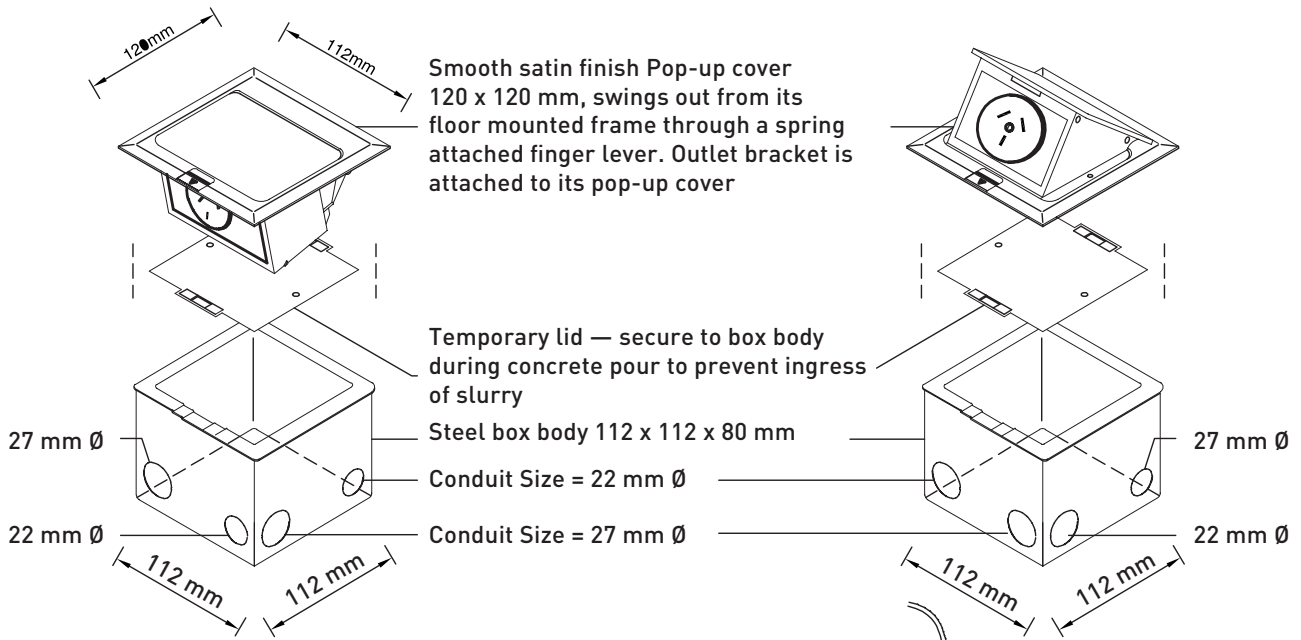 120mm
112mm
Smooth satin finish Pop-up cover
120 x 120 mm, swings out from its
floor mounted frame through a spring
attached finger lever. Outlet bracket is
attached to its pop-up cover
Temporary lid — secure to box body
during concrete pour to prevent ingress
of slurry
Steel box body 112 x 112 x 80 mm
27 mm Ø
27 mm Ø
Conduit Size = 22 mm Ø
22 mm Ø
Conduit Size = 27 mm Ø
22 mm Ø
112 mm
112 mm
112 mm
112 mm